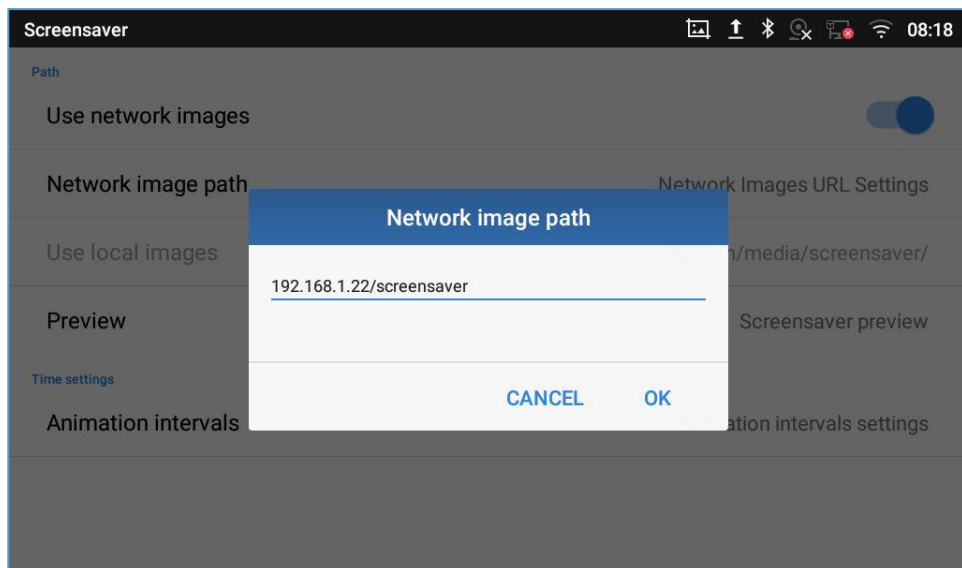 Screensaver
08:18
Path
Use network images
Network image path
Network Images URL Settings
Use local images
/media/screensaver/
Preview
Screensaver preview
Time settings
Animation intervals
intervals settings
Network image path
192.168.1.22/screensaver
CANCEL
OK